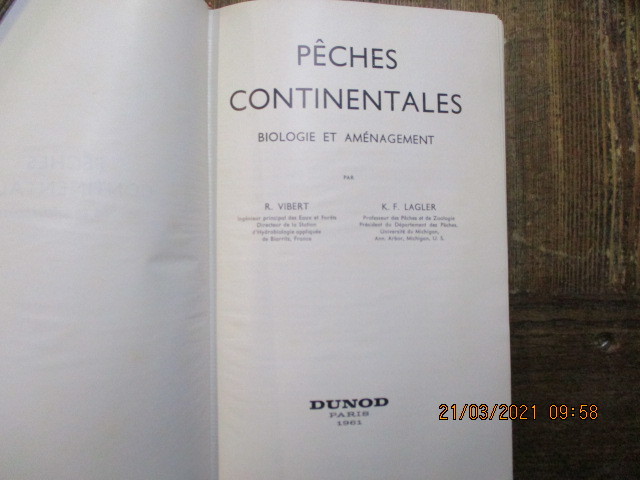 PÊCHES
CONTINENTALES
BIOLOGIE ET AMÉNAGEMENT
PAR
R. VIBERT
Ingénieur principal des Eaux et Forêts
Directeur de la Station
d'Hydrobiologie appliquée
de Biarritz, France
K. F. LAGLER
Professeur des Pêches et de Zoologie
Président du Département des Pêches,
Université du Michigan,
Ann. Arbor, Michigan, U. S.
DUNOD
PARIS
1961
21/03/2021 09:58